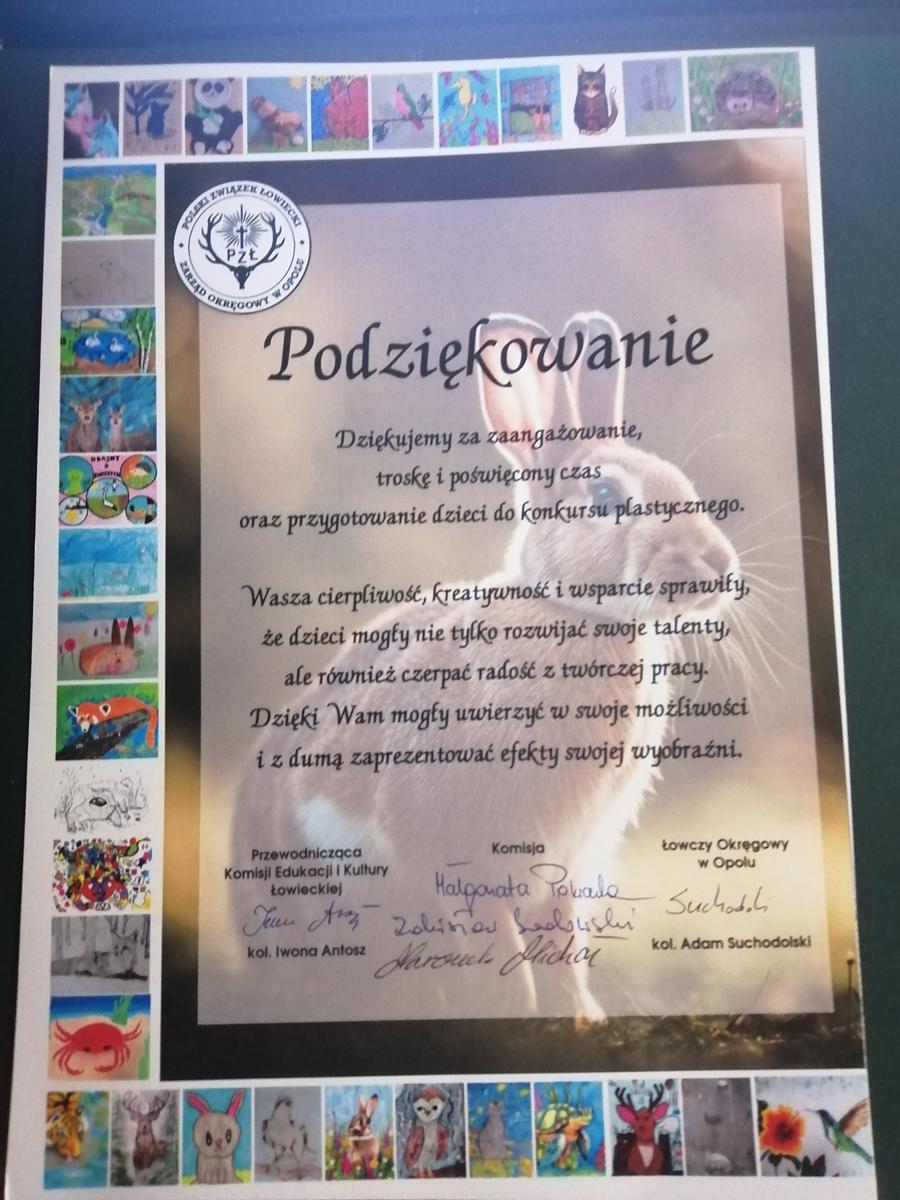 POLSKI ZWIĄZEK ŁOWIECKI
PZŁ
ZARZĄD OKRĘGOWY W OPOLU
Podziękowanie
Dziękujemy za zaangażowanie,
troskę i poświęcony czas
oraz przygotowanie dzieci do konkursu plastycznego.
Wasza cierpliwość, kreatywność i wsparcie sprawiły,
że dzieci mogły nie tylko rozwijać swoje talenty,
ale również czerpać radość z twórczej pracy.
Dzięki Wam mogły uwierzyć w swoje możliwości
i z dumą zaprezentować efekty swojej wyobraźni.
Przewodnicząca
Komisji Edukacji i Kultury
Łowieckiej
kol. Iwona Antosz
Komisja
Małgorzata
Łowczy Okręgowy
w Opolu
Suchodolski
kol. Adam Suchodolski